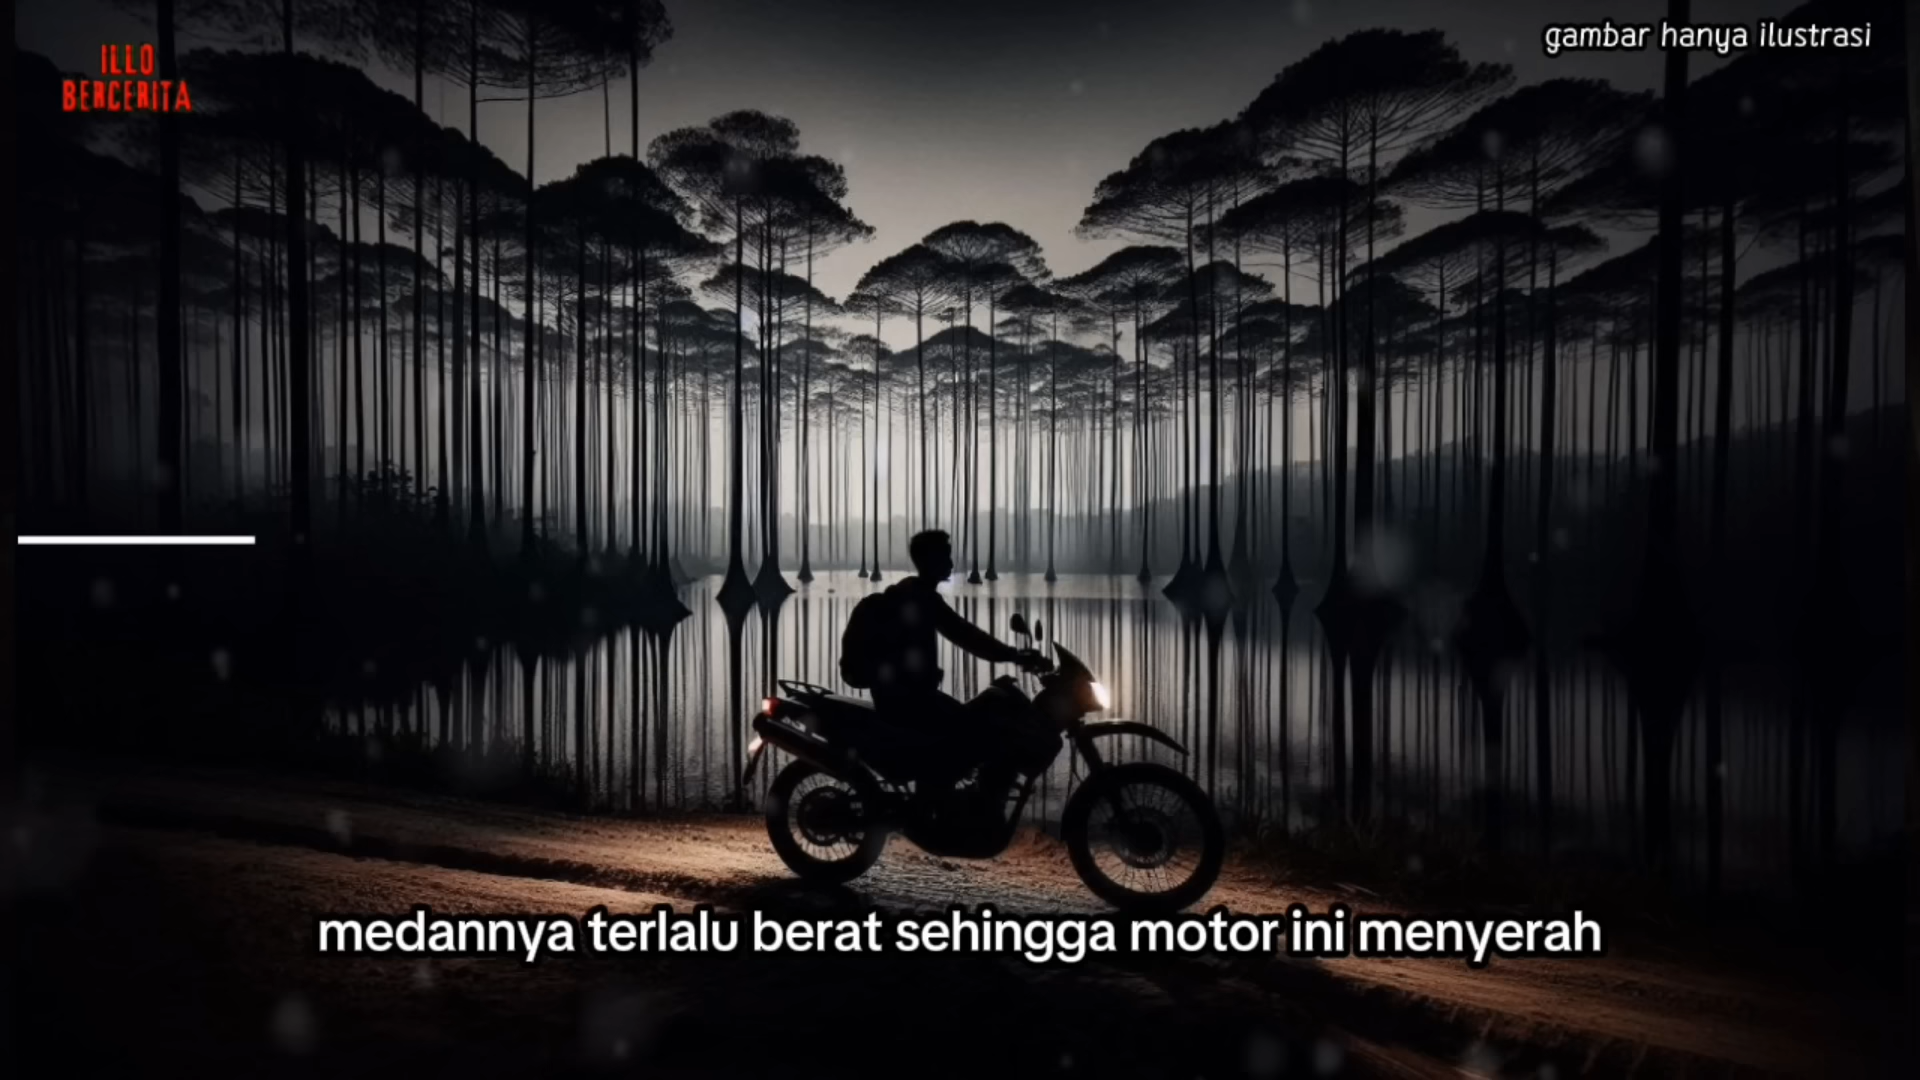 ILLO
BERCERITA
gambar hanya ilustrasi
medannya terlalu berat sehingga motor ini menyerah